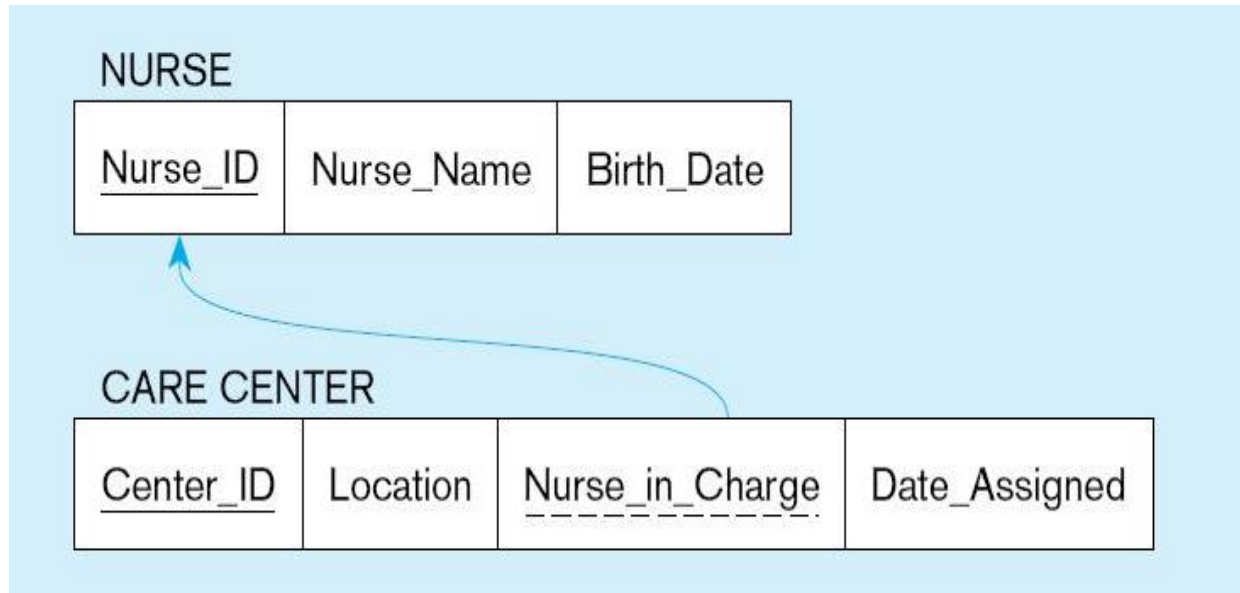 NURSE
Nurse_ID Nurse_Name Birth_Date
CARE CENTER
Center_ID Location Nurse_in_Charge Date_Assigned